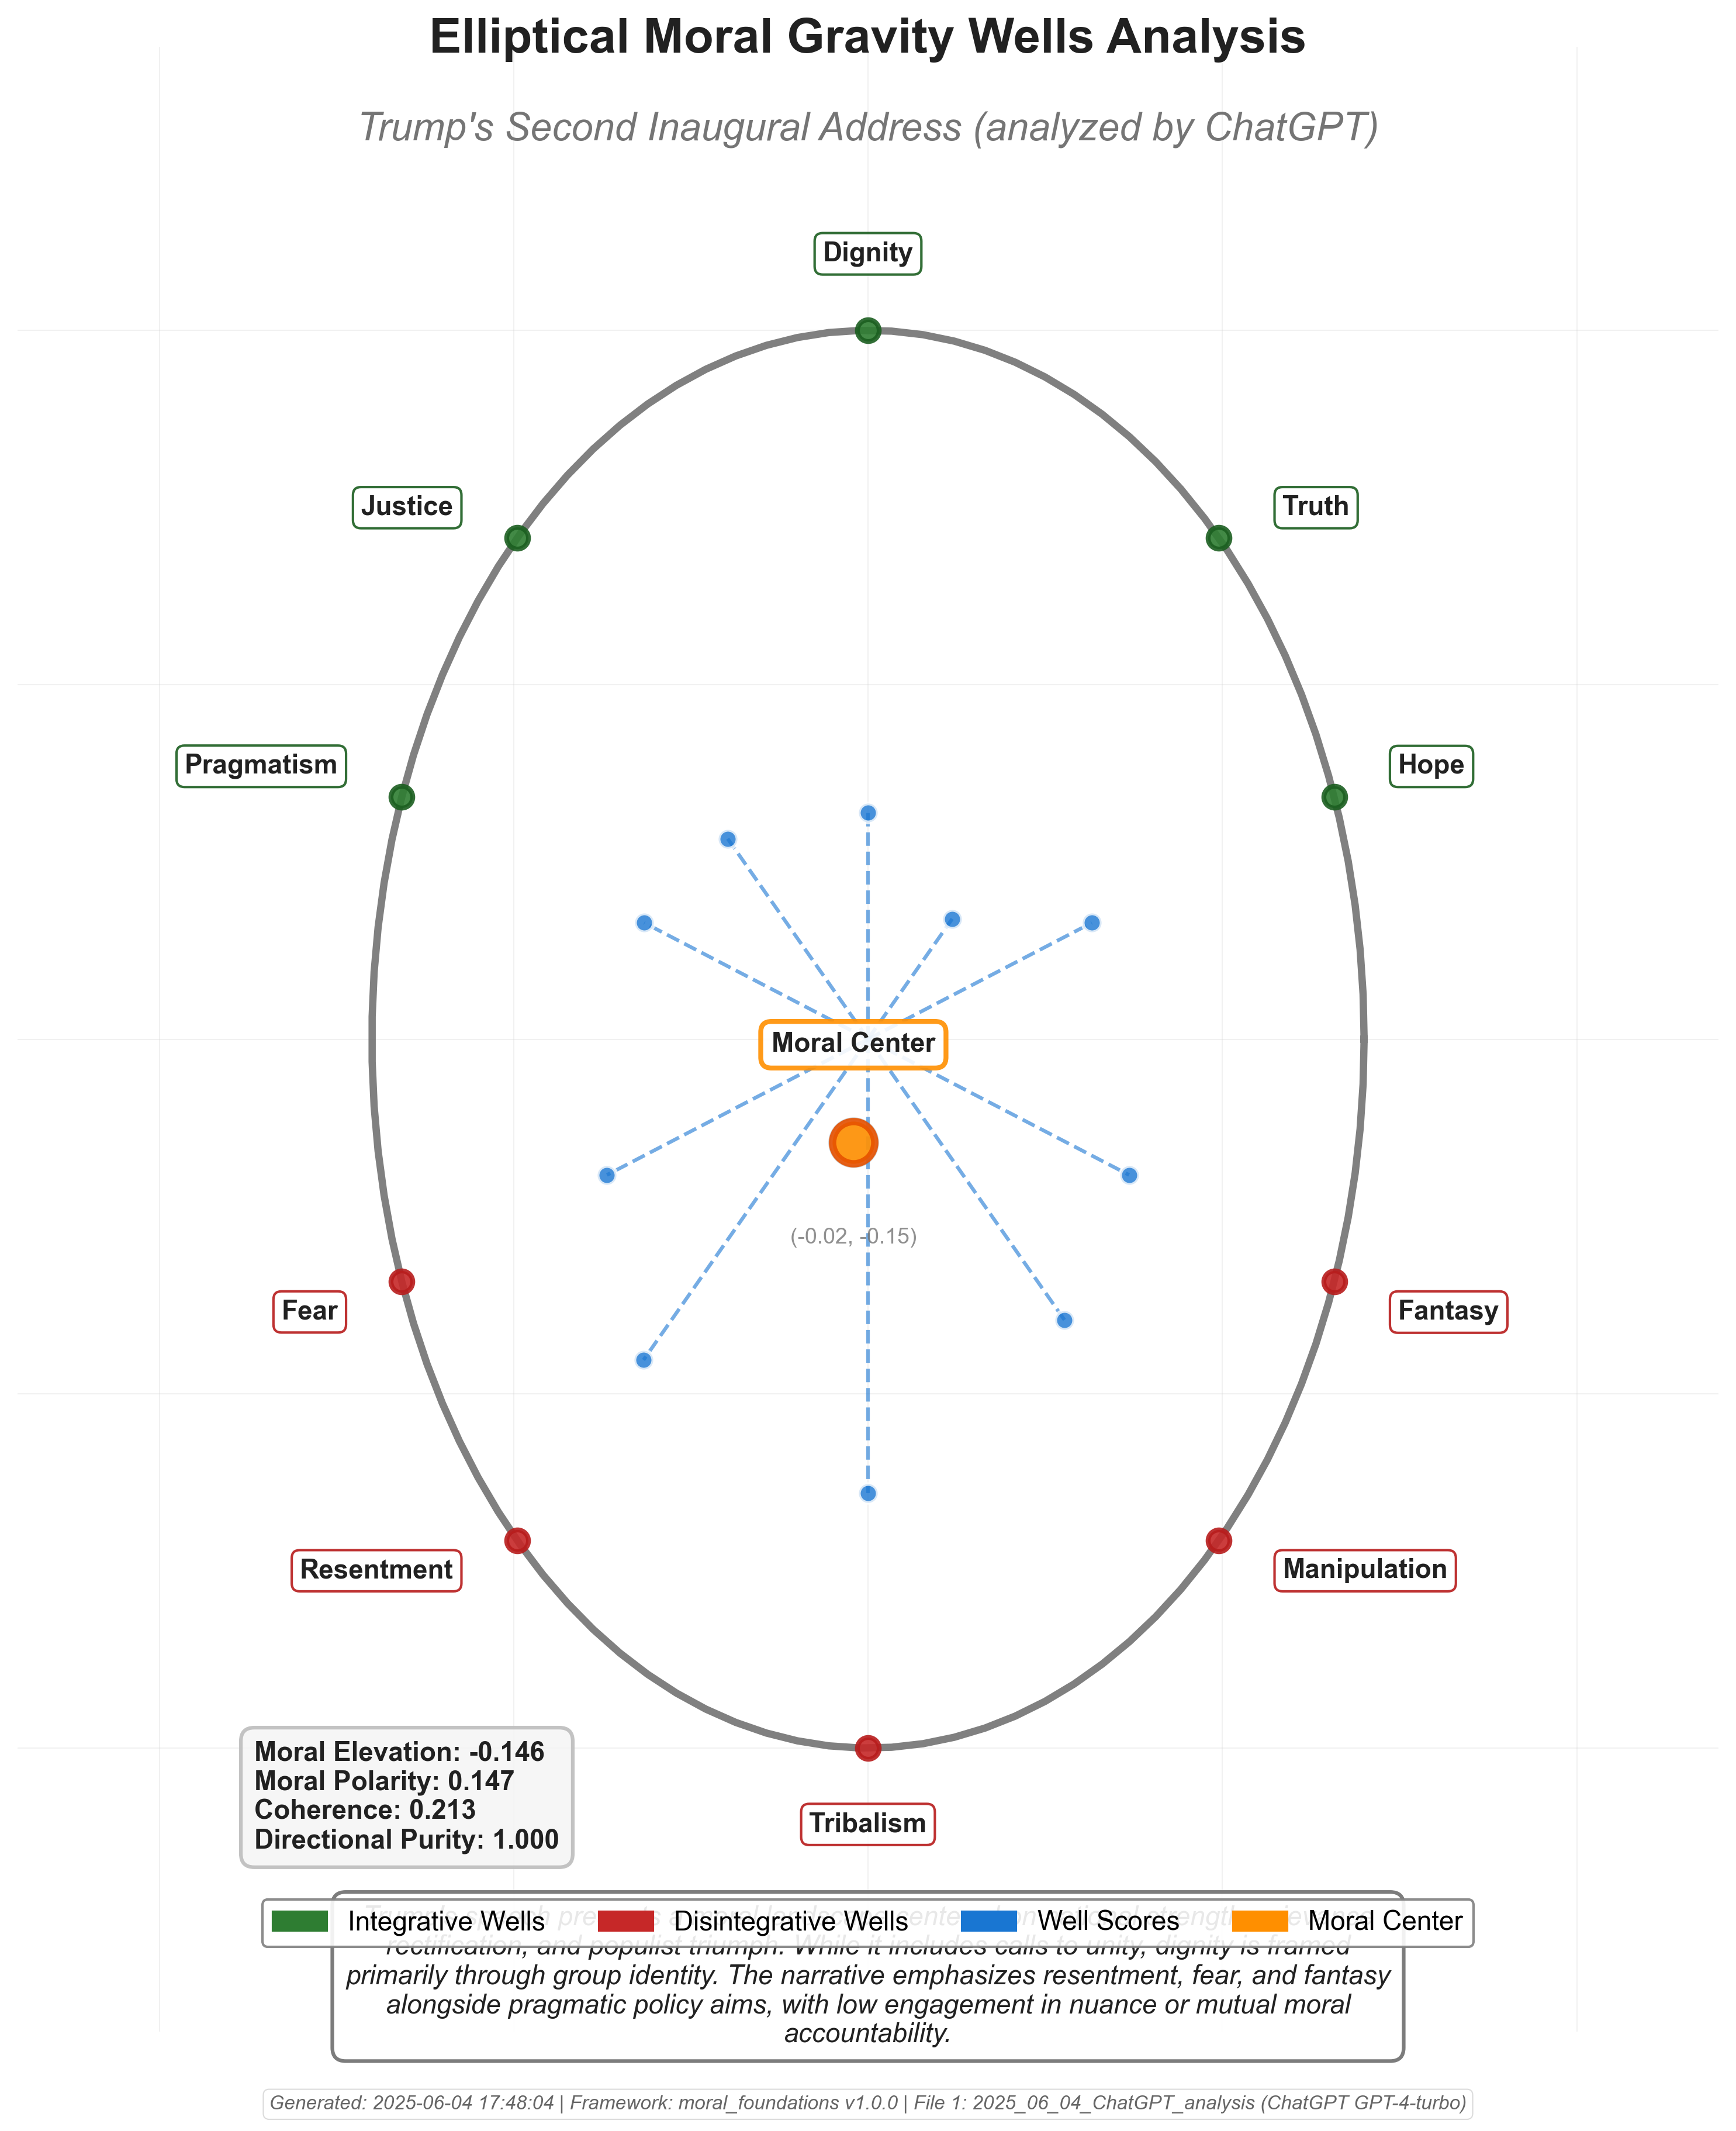 Elliptical Moral Gravity Wells Analysis
Trump's Second Inaugural Address (analyzed by ChatGPT)
Dignity
Justice
Truth
Pragmatism
Hope
Moral Center
(-0.02, -0.15)
Fear
Fantasy
Resentment
Manipulation
Tribalism
Moral Elevation: -0.146
Moral Polarity: 0.147
Coherence: 0.213
Directional Purity: 1.000
Integrative Wells
Disintegrative Wells
Well Scores
Moral Center
rectification, and populist triumph. While it includes calls to unity, dignity is framed
primarily through group identity. The narrative emphasizes resentment, fear, and fantasy
alongside pragmatic policy aims, with low engagement in nuance or mutual moral
accountability.
Generated: 2025-06-04 17:48:04 | Framework: moral_foundations v1.0.0 | File 1: 2025_06_04_ChatGPT_analysis (ChatGPT GPT-4-turbo)